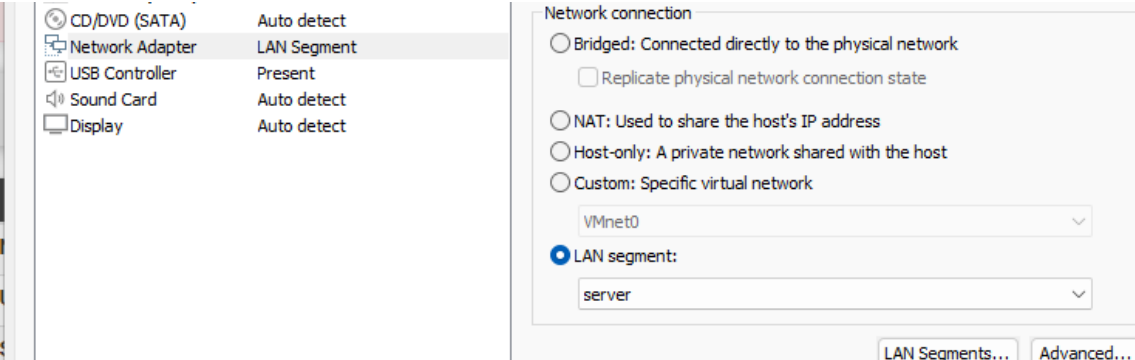 CD/DVD (SATA) Auto detect
Network Adapter LAN Segment
USB Controller Present
Sound Card Auto detect
Display Auto detect
Network connection
Bridged: Connected directly to the physical network
Replicate physical network connection state
NAT: Used to share the host's IP address
Host-only: A private network shared with the host
Custom: Specific virtual network
VMnet0
LAN segment:
server
LAN Segments... Advanced...